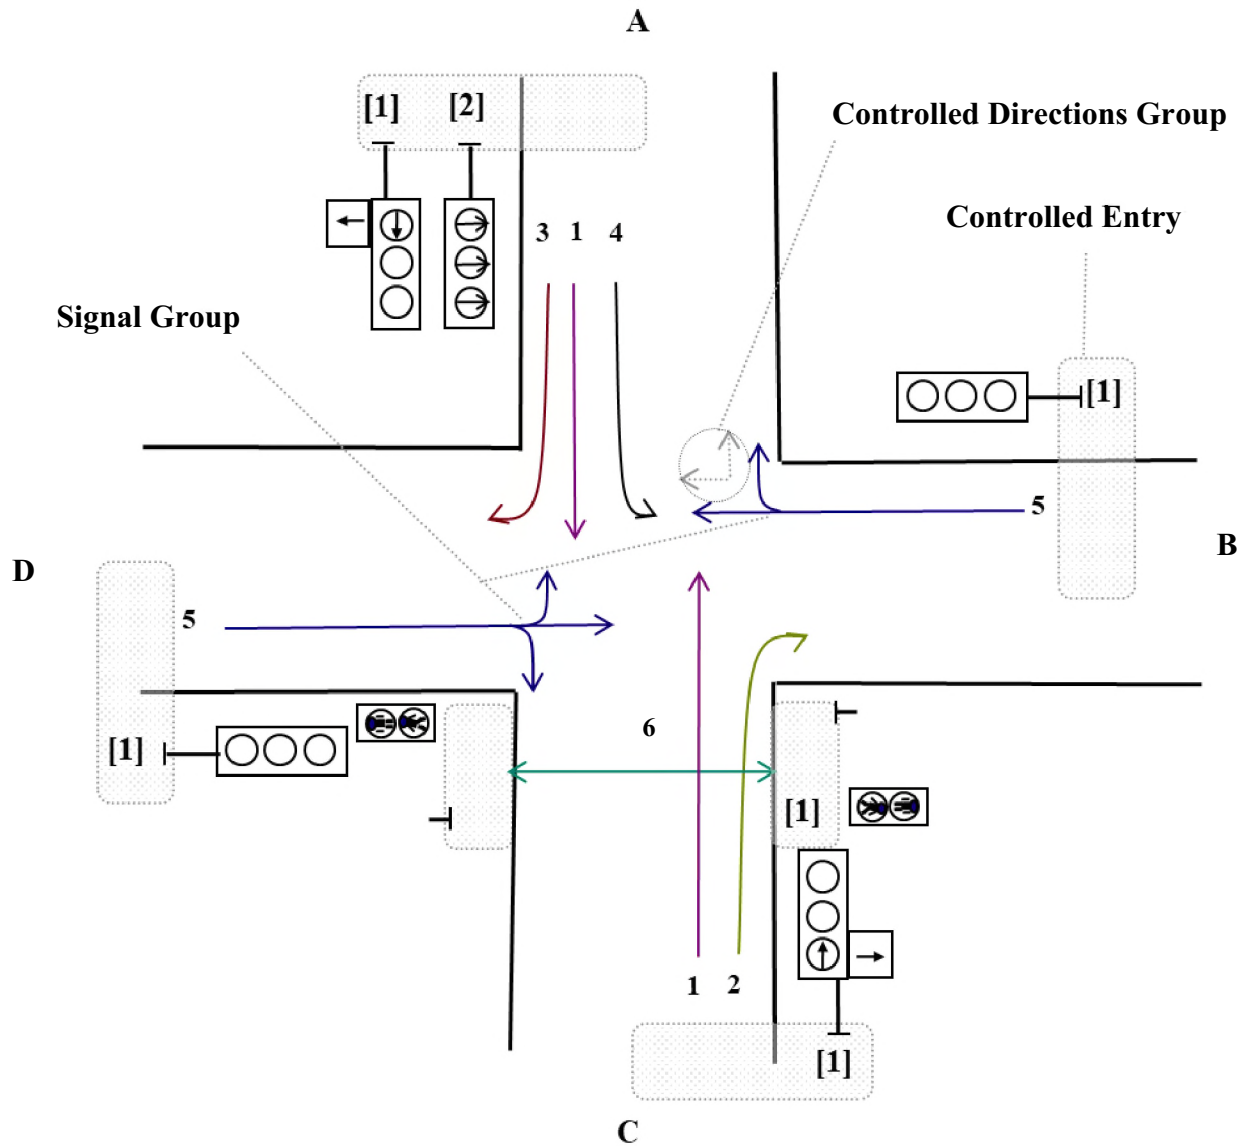 A
[1] [2]
Controlled Directions Group
Controlled Entry
3 1 4
Signal Group
[1]
5
B
D
5
6
[1]
[1]
1 2
[1]
C